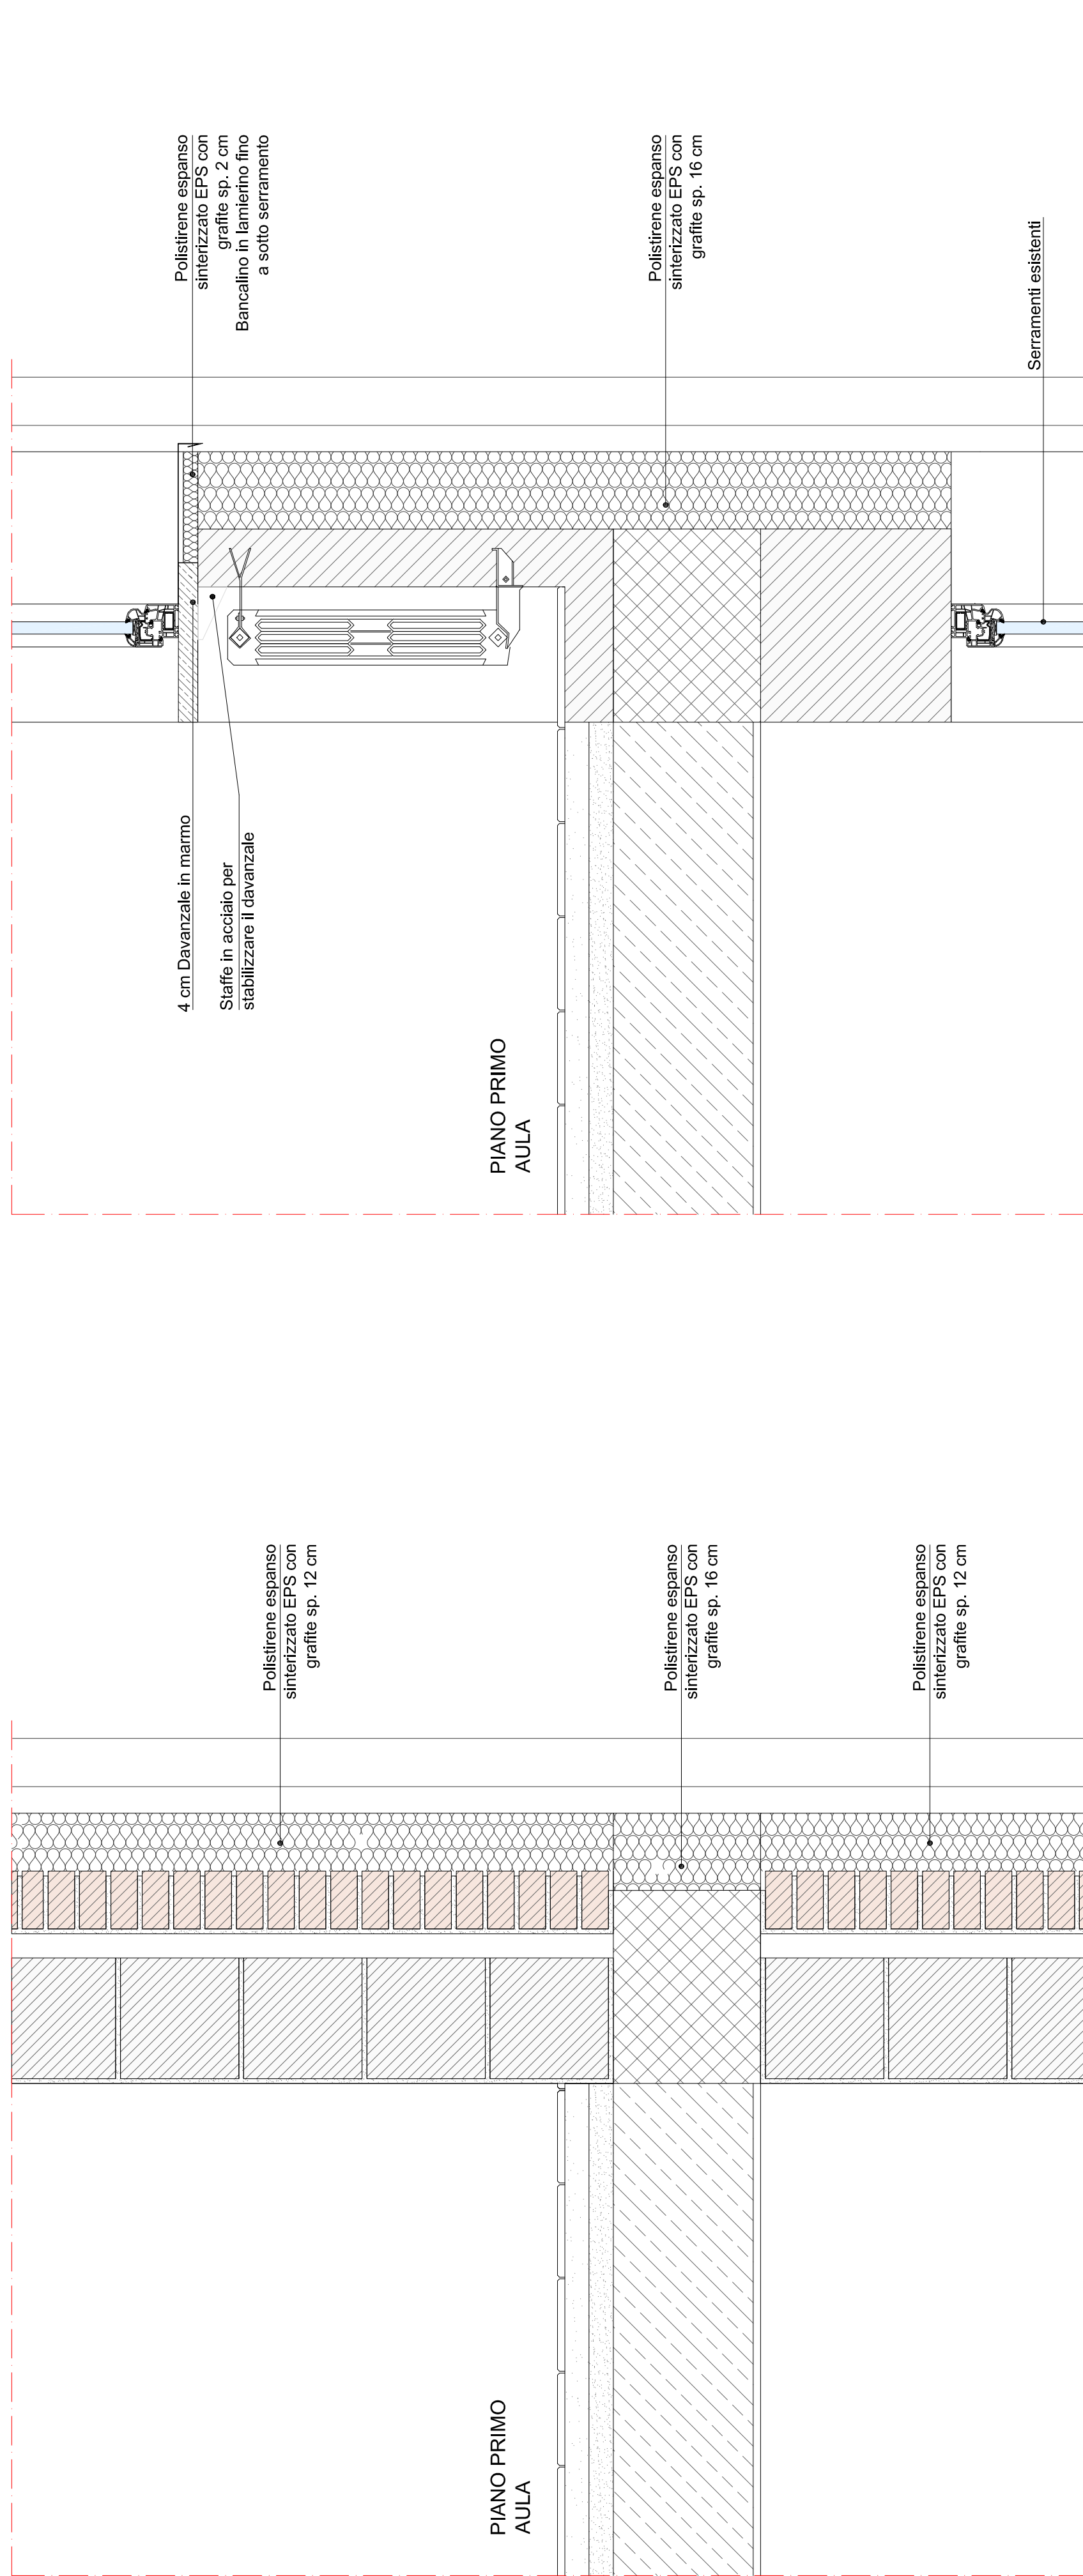 Polistirene espanso
sinterizzato EPS con
grafite sp. 2 cm
Bancalino in lamierino fino
a sotto serramento
Polistirene espanso
sinterizzato EPS con
grafite sp. 16 cm
Serramenti esistenti
4 cm Davanzale in marmo
Staffe in acciaio per
stabilizzare il davanzale
PIANO PRIMO
AULA
Polistirene espanso
sinterizzato EPS con
grafite sp. 12 cm
Polistirene espanso
sinterizzato EPS con
grafite sp. 16 cm
Polistirene espanso
sinterizzato EPS con
grafite sp. 12 cm
PIANO PRIMO
AULA